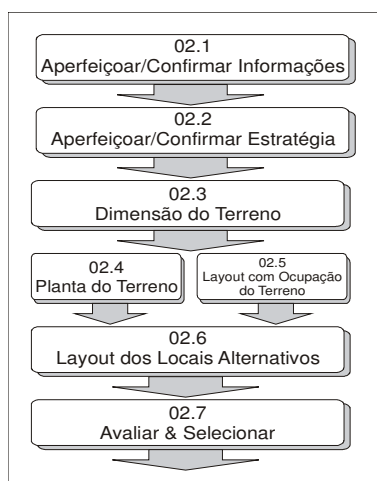 02.1
Aperfeiçoar/Confirmar Informações
02.2
Aperfeiçoar/Confirmar Estratégia
02.3
Dimensão do Terreno
02.4
Planta do Terreno
02.5
Layout com Ocupação
do Terreno
02.6
Layout dos Locais Alternativos
02.7
Avaliar & Selecionar